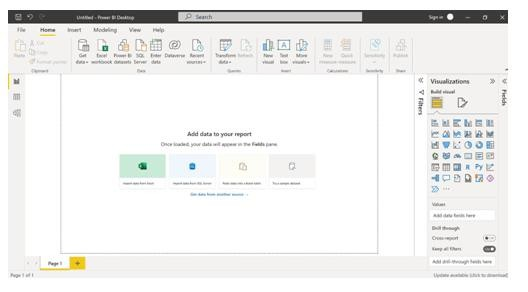 Untitled - Power BI Desktop
Search
Sign in
File
Home
Insert
Modeling
View
Help
Paste
Cut
Copy
Format painter
Clipboard
Get data
Excel workbook
Power BI datasets
SQL Server
Enter data
Dataverse
Recent sources
Data
Transform data
Refresh
Queries
New visual
Text box
More visuals
Insert
New measure
Quick measure
Calculations
Sensitivity
Sensitivity
Publish
Share
Add data to your report
Once loaded, your data will appear in the Fields pane.
Import data from Excel
Import data from SQL Server
Paste data into a blank table
Try a sample dataset
Get data from another source →
Filters
Visualizations
Build visual
R
Py
Values
Add data fields here
Drill through
Cross-report
Keep all filters
Add drill-through fields here
Fields
Page 1
Page 1 of 1
Update available (click to download)